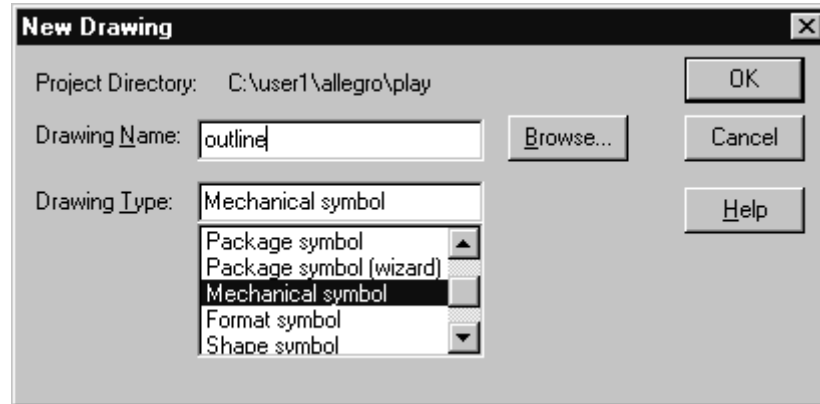 New Drawing
Project Directory: C:\user1\allegro\play
OK
Drawing Name: outline
Browse...
Cancel
Drawing Type: Mechanical symbol
Help
Package symbol
Package symbol (wizard)
Mechanical symbol
Format symbol
Shape symbol